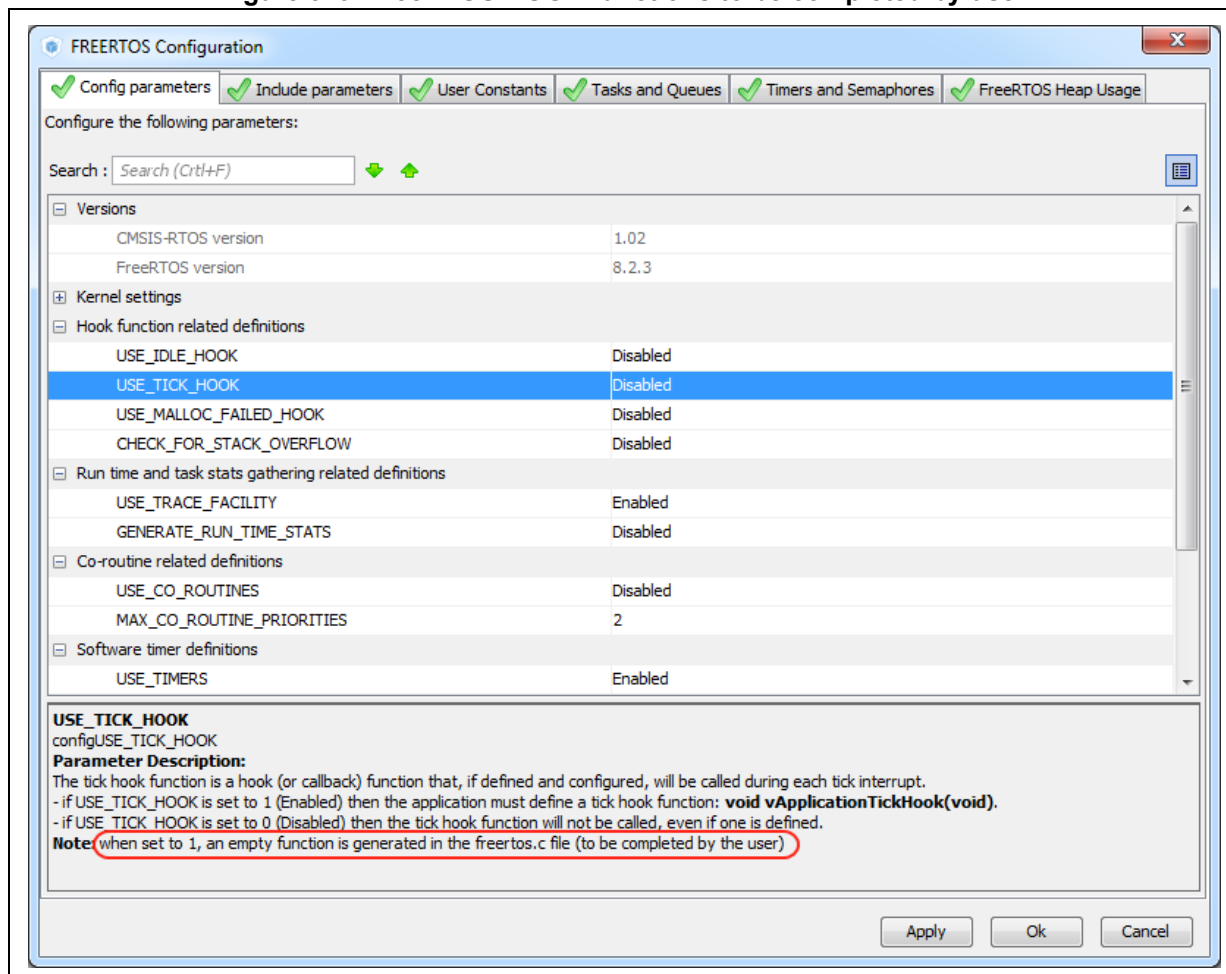 FREERTOS Configuration
Config parameters Include parameters User Constants Tasks and Queues Timers and Semaphores FreeRTOS Heap Usage
Configure the following parameters:
Search : Search (Crtl+F)
Versions
CMSIS-RTOS version 1.02
FreeRTOS version 8.2.3
Kernel settings
Hook function related definitions
USE_IDLE_HOOK Disabled
USE_TICK_HOOK Disabled
USE_MALLOC_FAILED_HOOK Disabled
CHECK_FOR_STACK_OVERFLOW Disabled
Run time and task stats gathering related definitions
USE_TRACE_FACILITY Enabled
GENERATE_RUN_TIME_STATS Disabled
Co-routine related definitions
USE_CO_ROUTINES Disabled
MAX_CO_ROUTINE_PRIORITIES 2
Software timer definitions
USE_TIMERS Enabled
USE_TICK_HOOK
configUSE_TICK_HOOK
Parameter Description:
The tick hook function is a hook (or callback) function that, if defined and configured, will be called during each tick interrupt.
- if USE_TICK_HOOK is set to 1 (Enabled) then the application must define a tick hook function: void vApplicationTickHook(void).
- if USE_TICK_HOOK is set to 0 (Disabled) then the tick hook function will not be called, even if one is defined.
Note: when set to 1, an empty function is generated in the freertos.c file (to be completed by the user)
Apply Ok Cancel